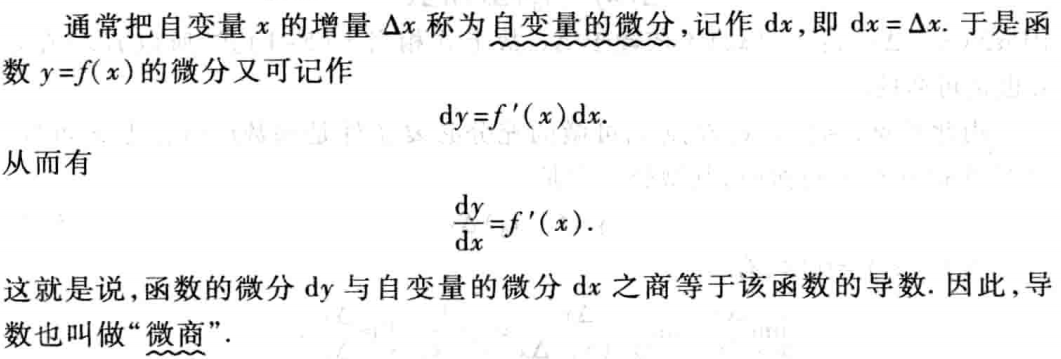 通常把自变量 x 的增量 Δx 称为自变量的微分,记作 dx,即 dx=Δx. 于是函
数 y=f(x)的微分又可记作
dy=f′(x)dx.
从而有
dy/dx=f′(x).
这就是说,函数的微分 dy 与自变量的微分 dx 之商等于该函数的导数. 因此,导
数也叫做“微商”.